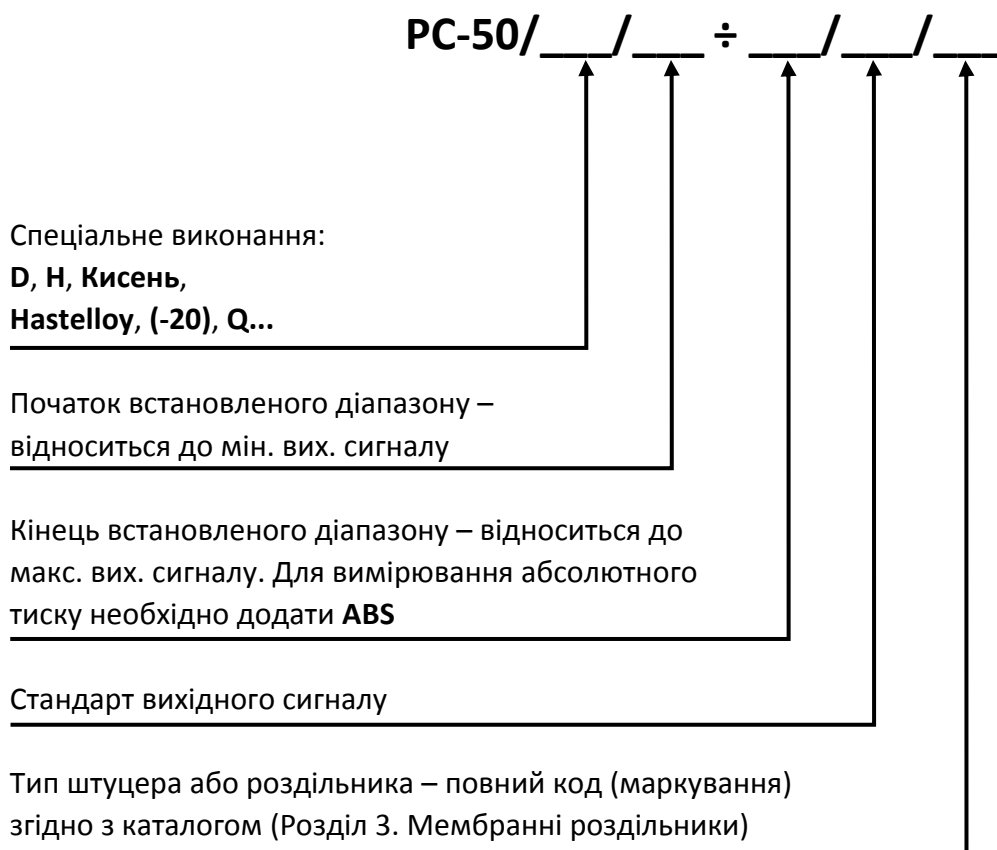 PC-50/___/___ ÷ ___/___/___
Спеціальне виконання:
D, H, Кисень,
Hastelloy, (-20), Q...
Початок встановленого діапазону –
відноситься до мін. вих. сигналу
Кінець встановленого діапазону – відноситься до
макс. вих. сигналу. Для вимірювання абсолютного
тиску необхідно додати ABS
Стандарт вихідного сигналу
Тип штуцера або роздільника – повний код (маркування)
згідно з каталогом (Розділ 3. Мембранні роздільники)